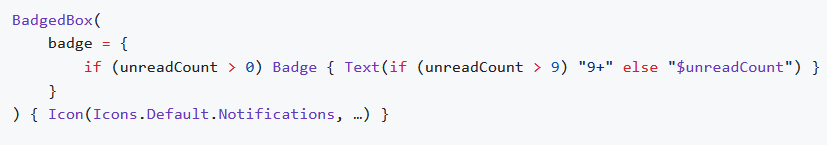 BadgedBox(
    badge = {
        if (unreadCount > 0) Badge { Text(if (unreadCount > 9) "9+" else "$unreadCount") }
    }
) { Icon(Icons.Default.Notifications, …) }